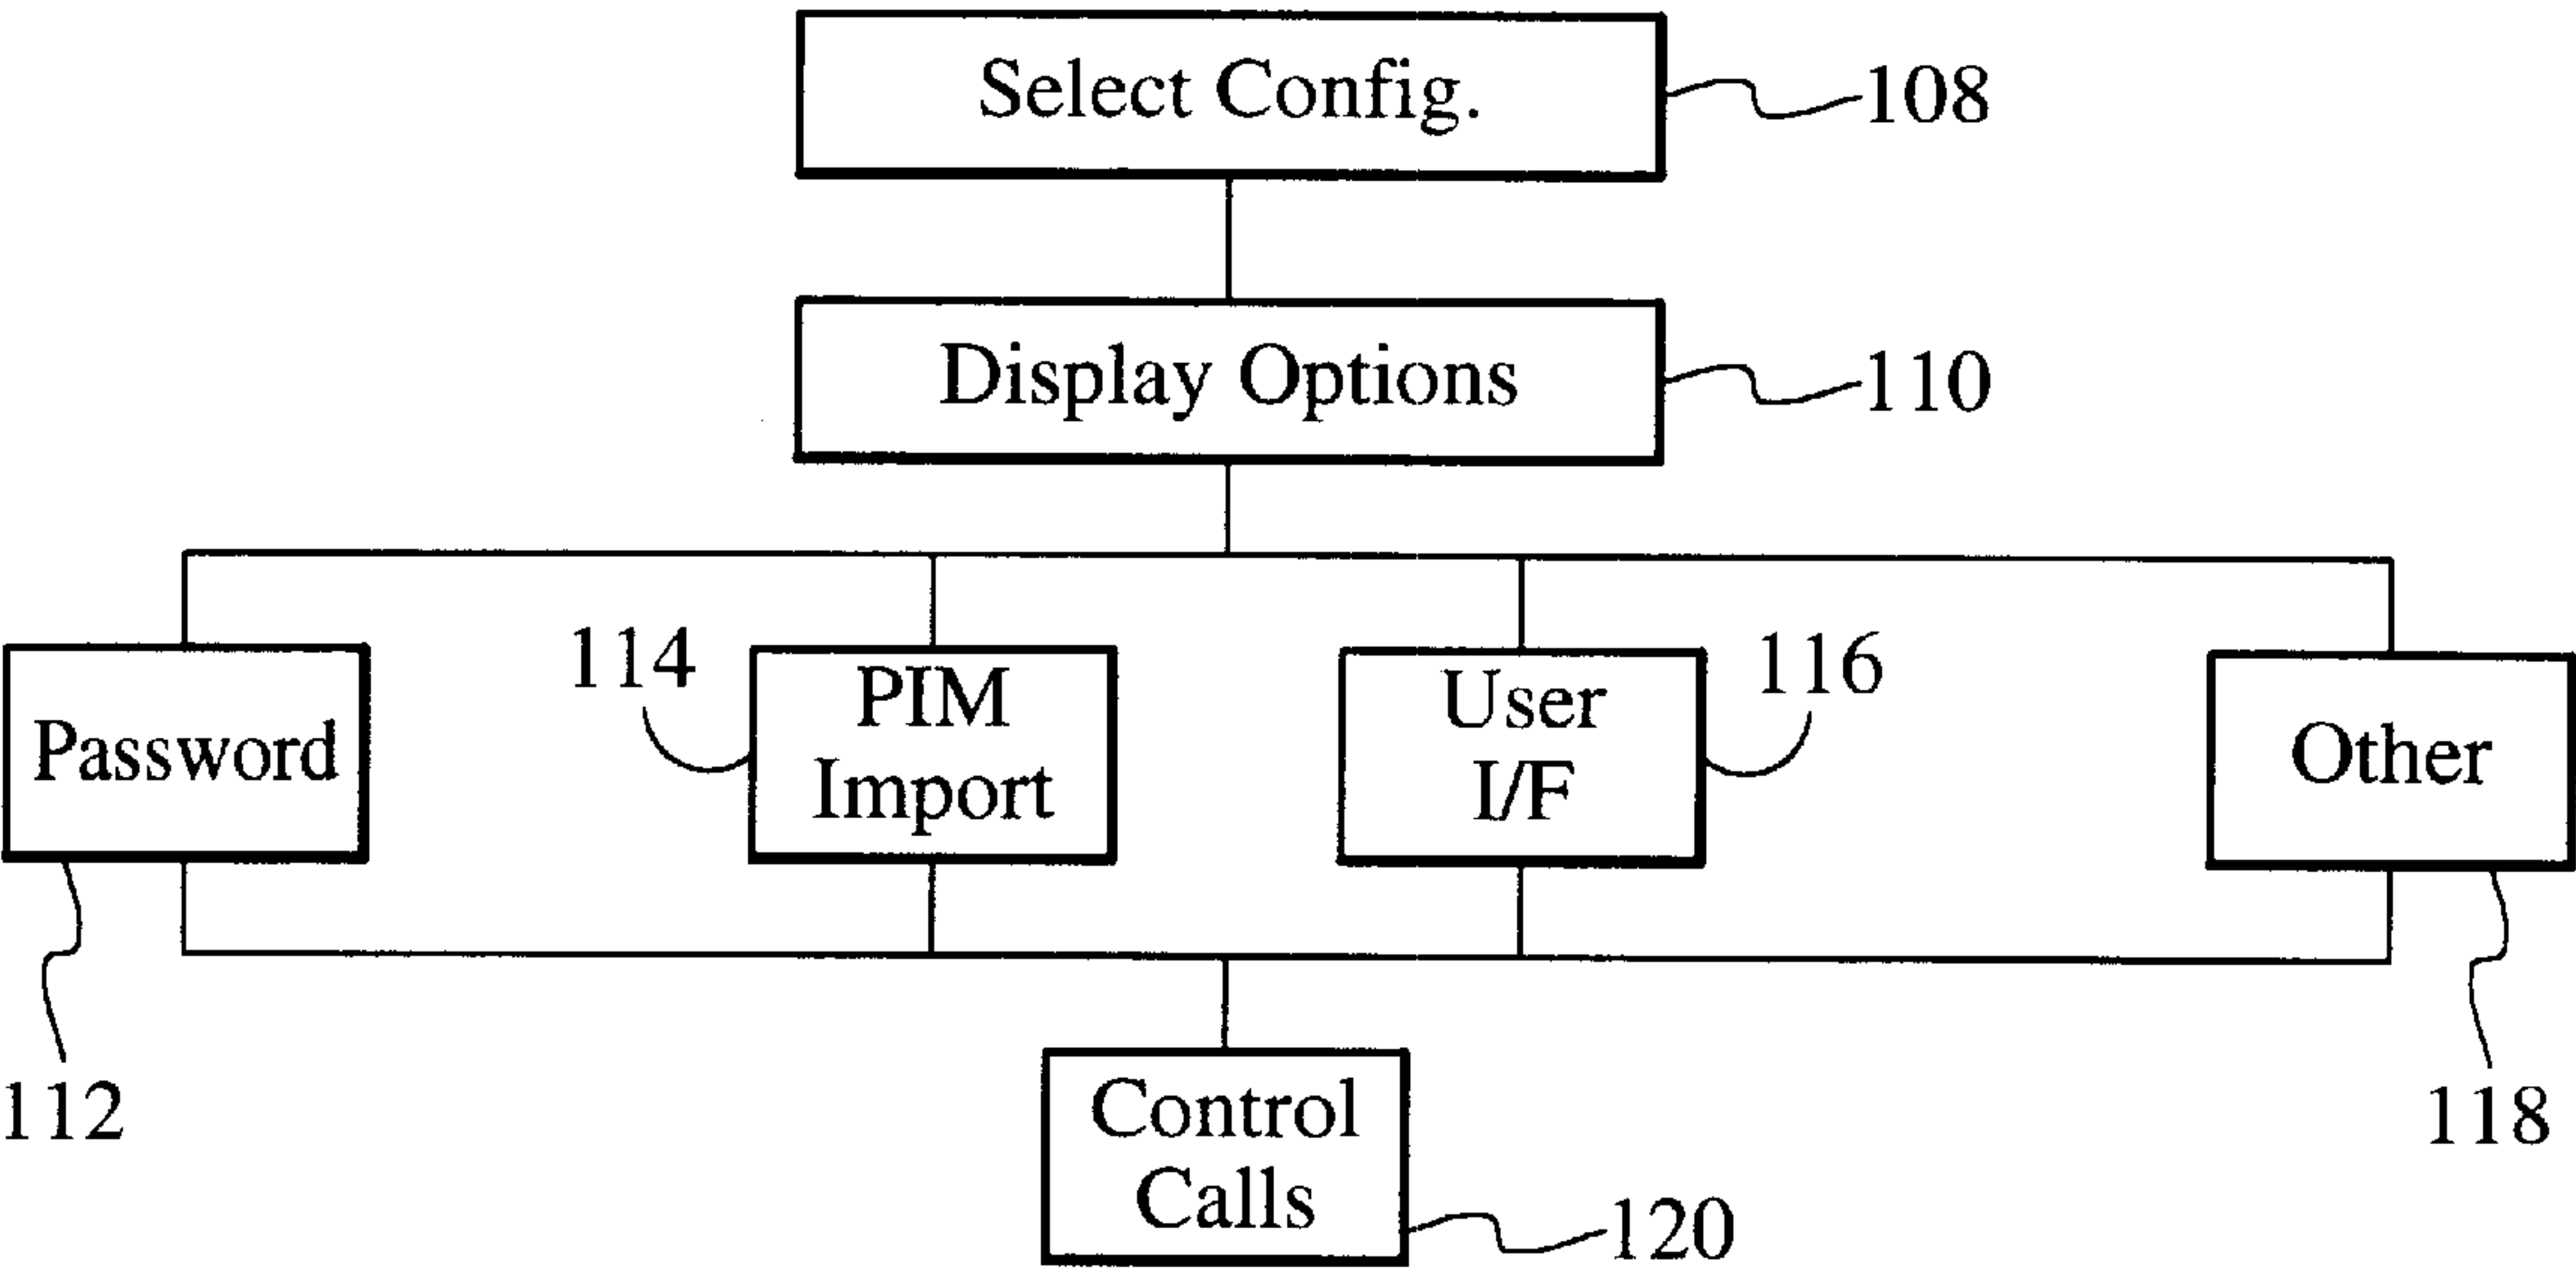 Select Config.
108
Display Options
110
114
116
Password
PIM
Import
User
I/F
Other
112
118
Control
Calls
120